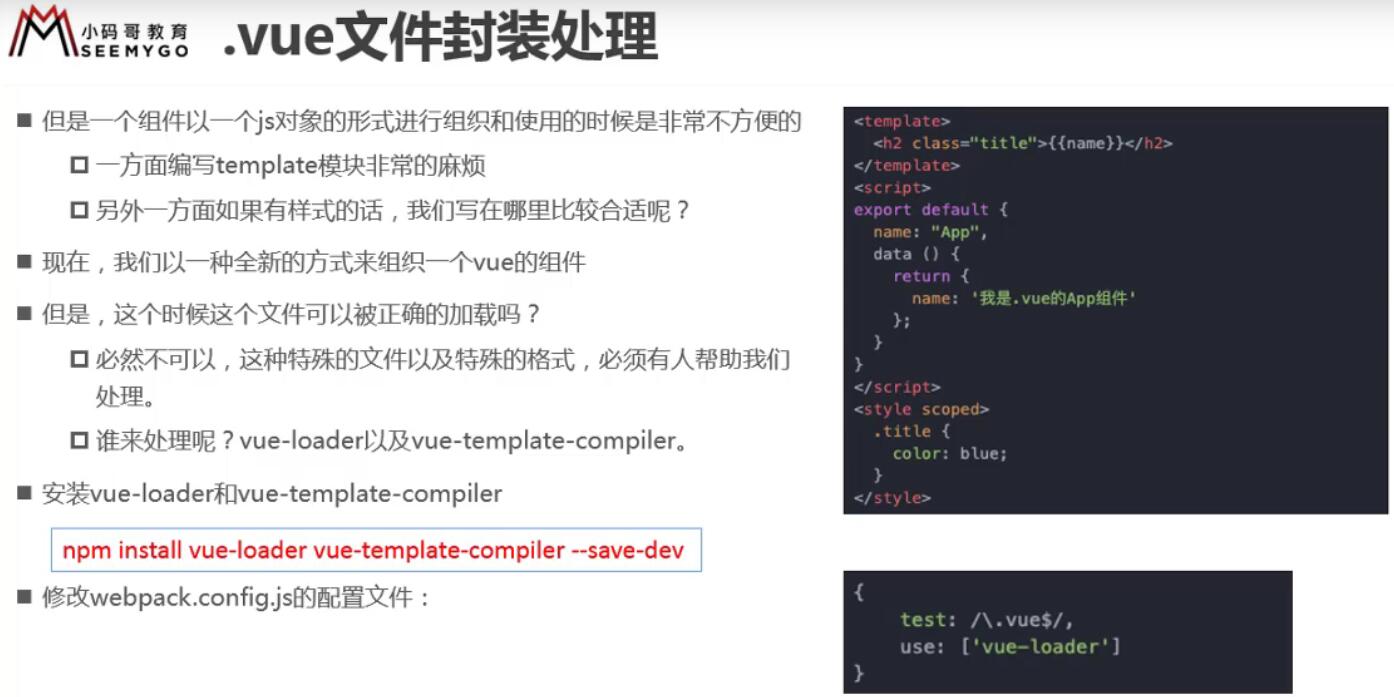 小码哥教育
SEEMYGO
.vue文件封装处理
但是一个组件以一个js对象的形式进行组织和使用的时候是非常不方便的
一方面编写template模块非常的麻烦
另外一方面如果有样式的话，我们写在哪里比较合适呢？
现在，我们以一种全新的方式来组织一个vue的组件
但是，这个时候这个文件可以被正确的加载吗？
必然不可以，这种特殊的文件以及特殊的格式，必须有人帮助我们
处理。
谁来处理呢？vue-loader以及vue-template-compiler。
安装vue-loader和vue-template-compiler
npm install vue-loader vue-template-compiler --save-dev
修改webpack.config.js的配置文件：
<template>
  <h2 class="title">{{name}}</h2>
</template>
<script>
export default {
  name: "App",
  data () {
    return {
      name: '我是.vue的App组件'
    };
  }
}
</script>
<style scoped>
  .title {
    color: blue;
  }
</style>
{
    test: /\.vue$/,
    use: ['vue-loader']
}